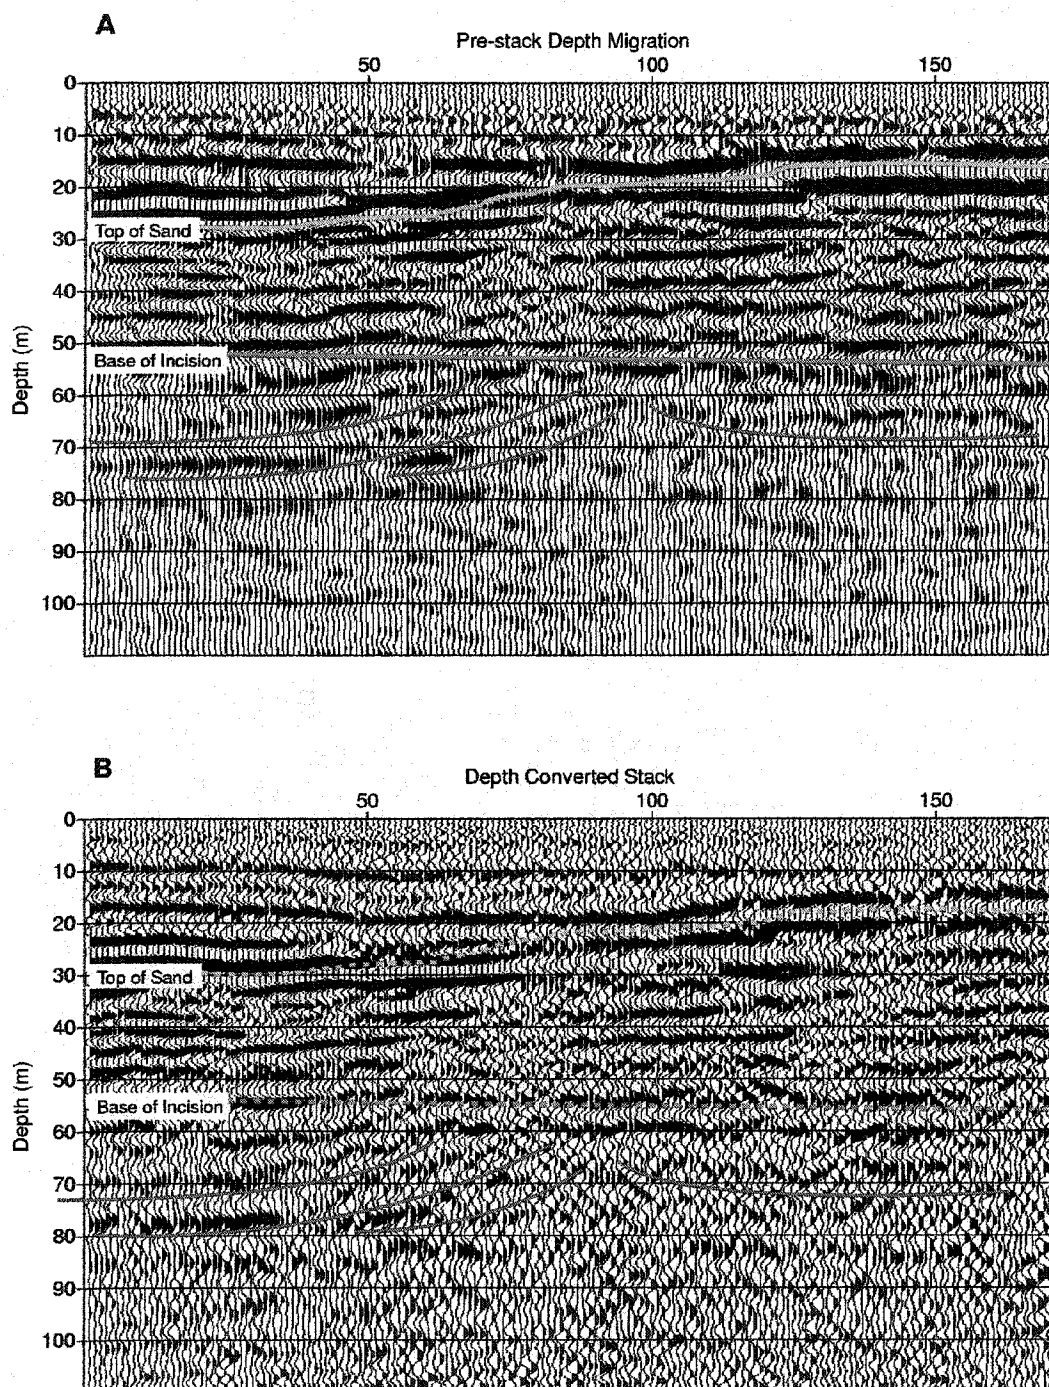 A
Pre-stack Depth Migration
50 100 150
0
10
20
Top of Sand
30
40
50
Base of Incision
60
70
80
90
100
Depth (m)
B
Depth Converted Stack
50 100 150
0
10
20
Top of Sand
30
40
50
Base of Incision
60
70
80
90
100
Depth (m)